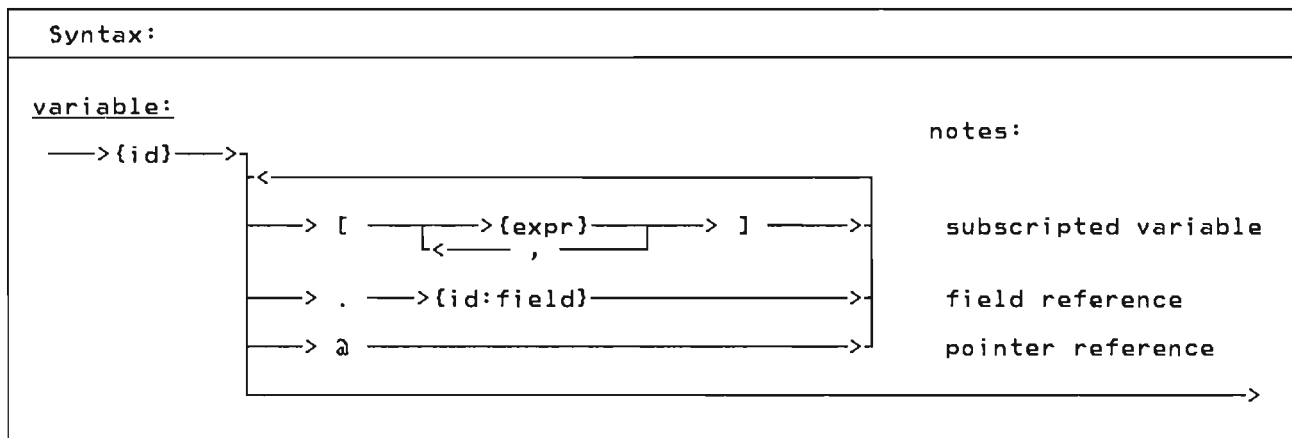 Syntax:
variable:
notes:
{id}
[ {expr} ] subscripted variable
,
. {id:field} field reference
@ pointer reference